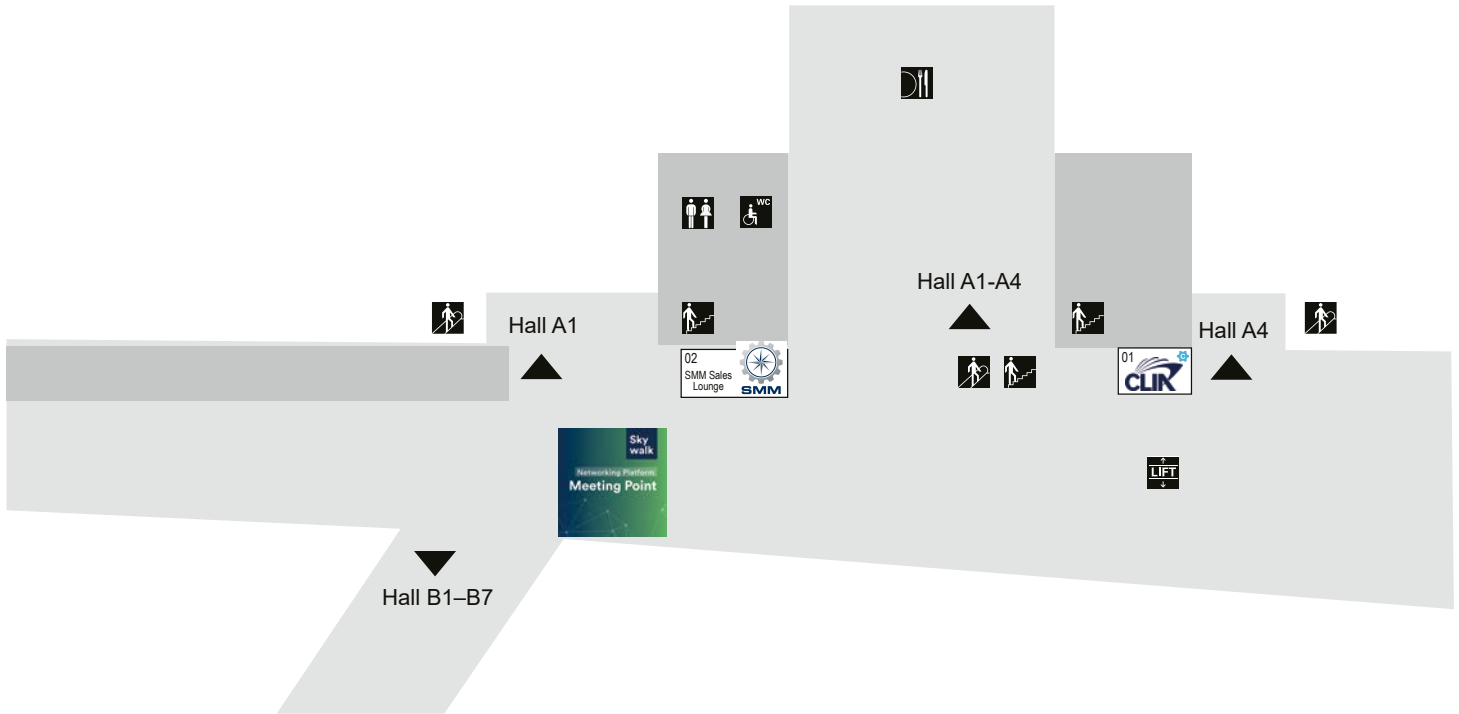 WC
Hall A1-A4
Hall A1
Hall A4
02
SMM Sales
Lounge
SMM
01
CLIA
Sky
walk
Networking Platform
Meeting Point
LIFT
Hall B1–B7